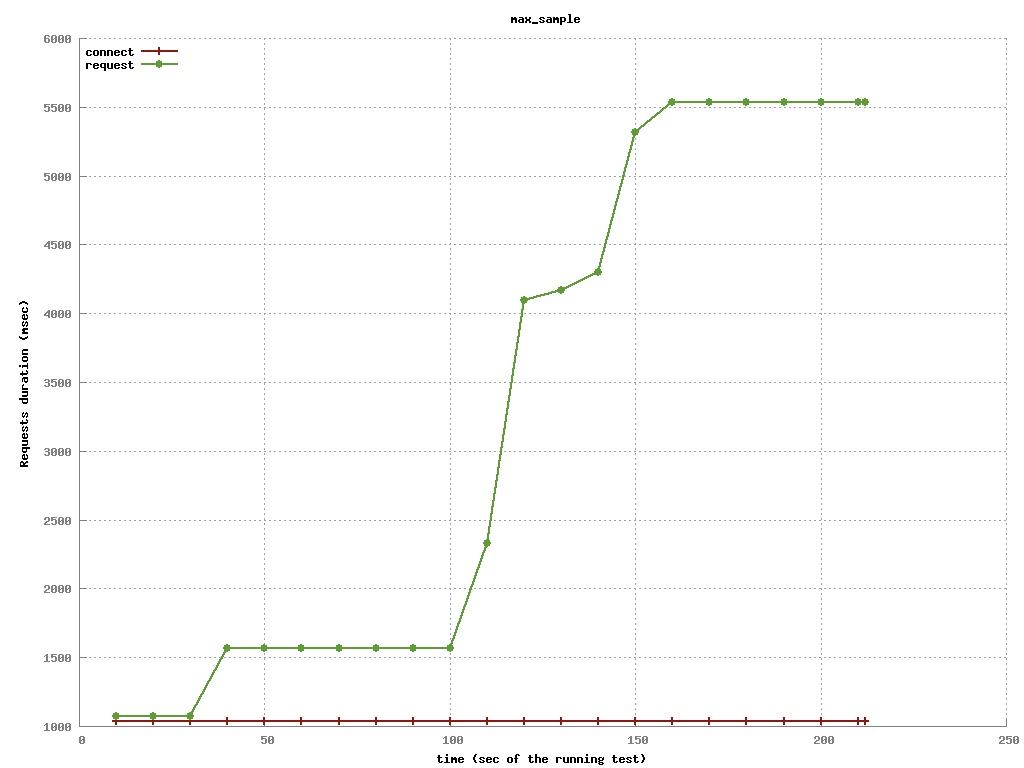 max_sample
6000
connect
request
5500
5000
4500
4000
3500
3000
2500
2000
1500
1000
Requests duration (msec)
0 50 100 150 200 250
time (sec of the running test)